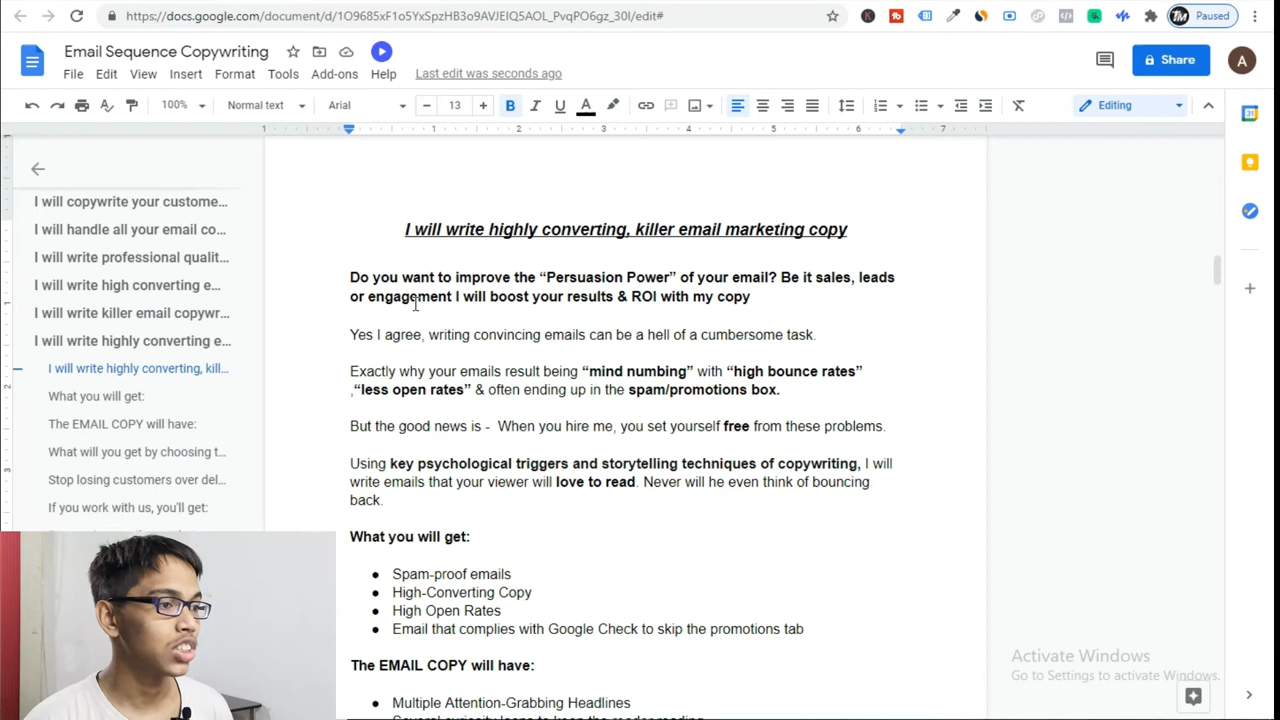 https://docs.google.com/document/d/1O9685xF1o5YxSpzHB3o9AVJEIQ5AOL_PvqPO6gz_30I/edit#
Paused
Email Sequence Copywriting
File Edit View Insert Format Tools Add-ons Help Last edit was seconds ago
Share
A
100% Normal text Arial 13 B I U A Editing
1 1 2 3 4 5 6 7
I will copywrite your custome...
I will handle all your email co...
I will write professional qualit...
I will write high converting e...
I will write killer email copywr...
I will write highly converting e...
I will write highly converting, kill...
What you will get:
The EMAIL COPY will have:
What will you get by choosing t...
Stop losing customers over del...
If you work with us, you'll get:
I will write highly converting, killer email marketing copy
Do you want to improve the “Persuasion Power” of your email? Be it sales, leads
or engagement I will boost your results & ROI with my copy
Yes I agree, writing convincing emails can be a hell of a cumbersome task.
Exactly why your emails result being “mind numbing” with “high bounce rates”
,“less open rates” & often ending up in the spam/promotions box.
But the good news is - When you hire me, you set yourself free from these problems.
Using key psychological triggers and storytelling techniques of copywriting, I will
write emails that your viewer will love to read. Never will he even think of bouncing
back.
What you will get:
● Spam-proof emails
● High-Converting Copy
● High Open Rates
● Email that complies with Google Check to skip the promotions tab
The EMAIL COPY will have:
● Multiple Attention-Grabbing Headlines
Activate Windows
Go to Settings to activate Windows.